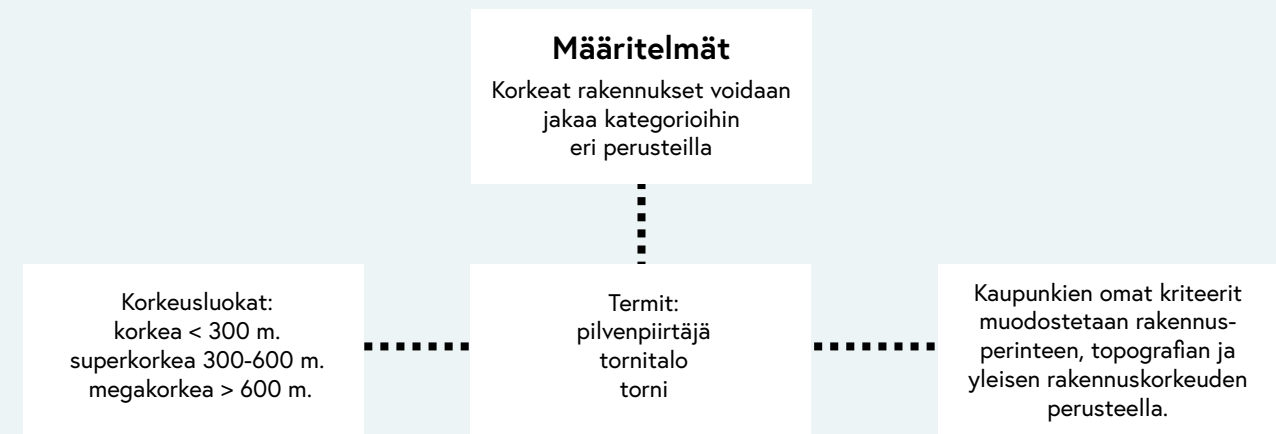 Määritelmät
Korkeat rakennukset voidaan
jakaa kategorioihin
eri perusteilla
Korkeusluokat:
korkea < 300 m.
superkorkea 300-600 m.
megakorkea > 600 m.
Termit:
pilvenpiirtäjä
tornitalo
torni
Kaupunkien omat kriteerit
muodostetaan rakennus-
perinteen, topografian ja
yleisen rakennuskorkeuden
perusteella.